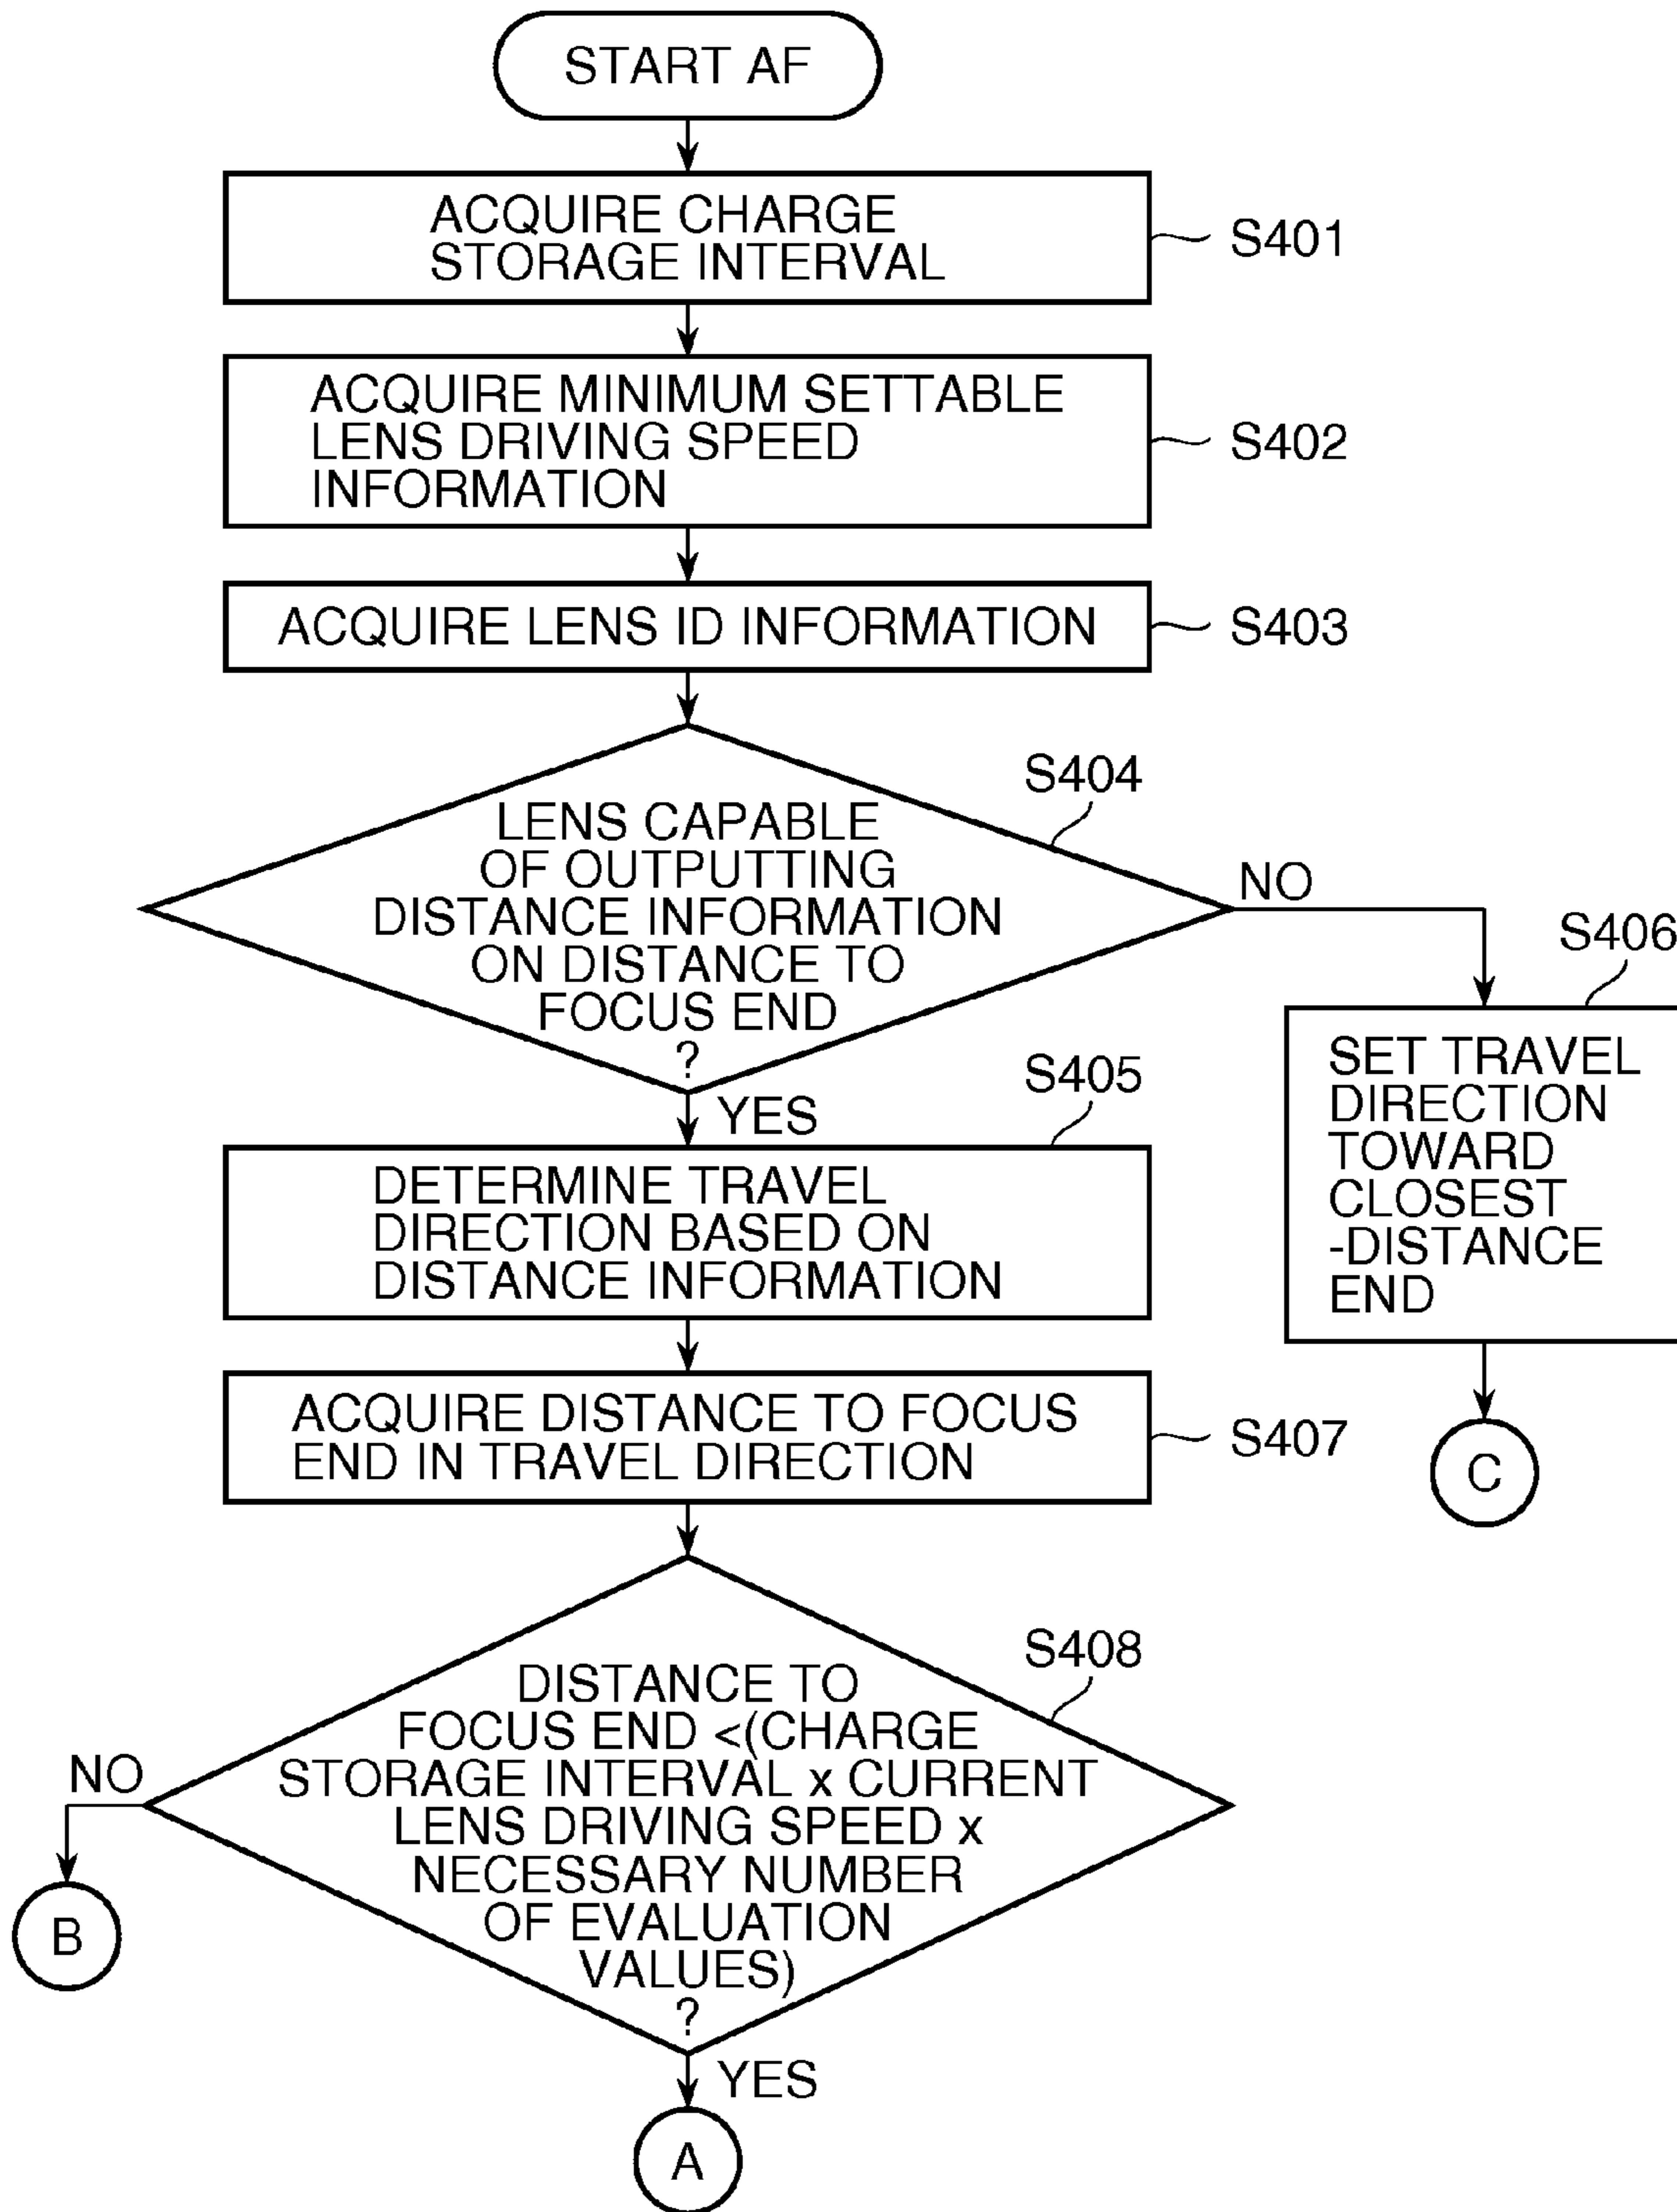 START AF
ACQUIRE CHARGE
STORAGE INTERVAL
S401
ACQUIRE MINIMUM SETTABLE
LENS DRIVING SPEED
INFORMATION
S402
ACQUIRE LENS ID INFORMATION
S403
S404
LENS CAPABLE
OF OUTPUTTING
DISTANCE INFORMATION
ON DISTANCE TO
FOCUS END
?
NO
YES
S406
SET TRAVEL
DIRECTION
TOWARD
CLOSEST
-DISTANCE
END
C
S405
DETERMINE TRAVEL
DIRECTION BASED ON
DISTANCE INFORMATION
ACQUIRE DISTANCE TO FOCUS
END IN TRAVEL DIRECTION
S407
S408
DISTANCE TO
FOCUS END <(CHARGE
STORAGE INTERVAL x CURRENT
LENS DRIVING SPEED x
NECESSARY NUMBER
OF EVALUATION
VALUES)
?
NO
B
YES
A